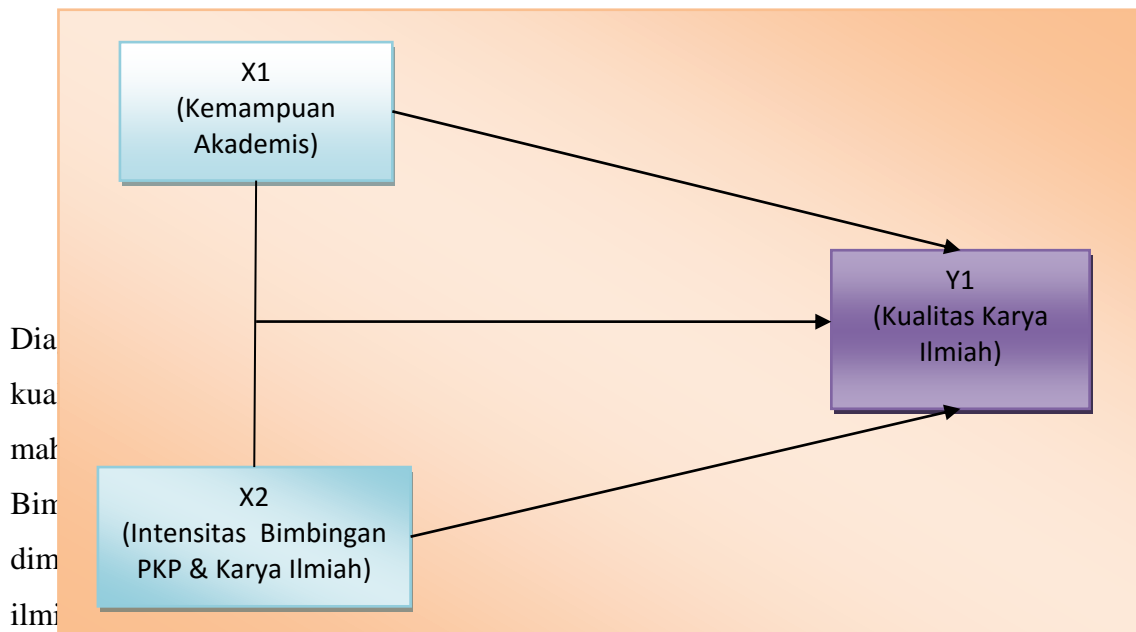 X1
(Kemampuan
Akademis)
Y1
(Kualitas Karya
Ilmiah)
X2
(Intensitas Bimbingan
PKP & Karya Ilmiah)
Dia
kua
mah
Bim
dim
ilmi